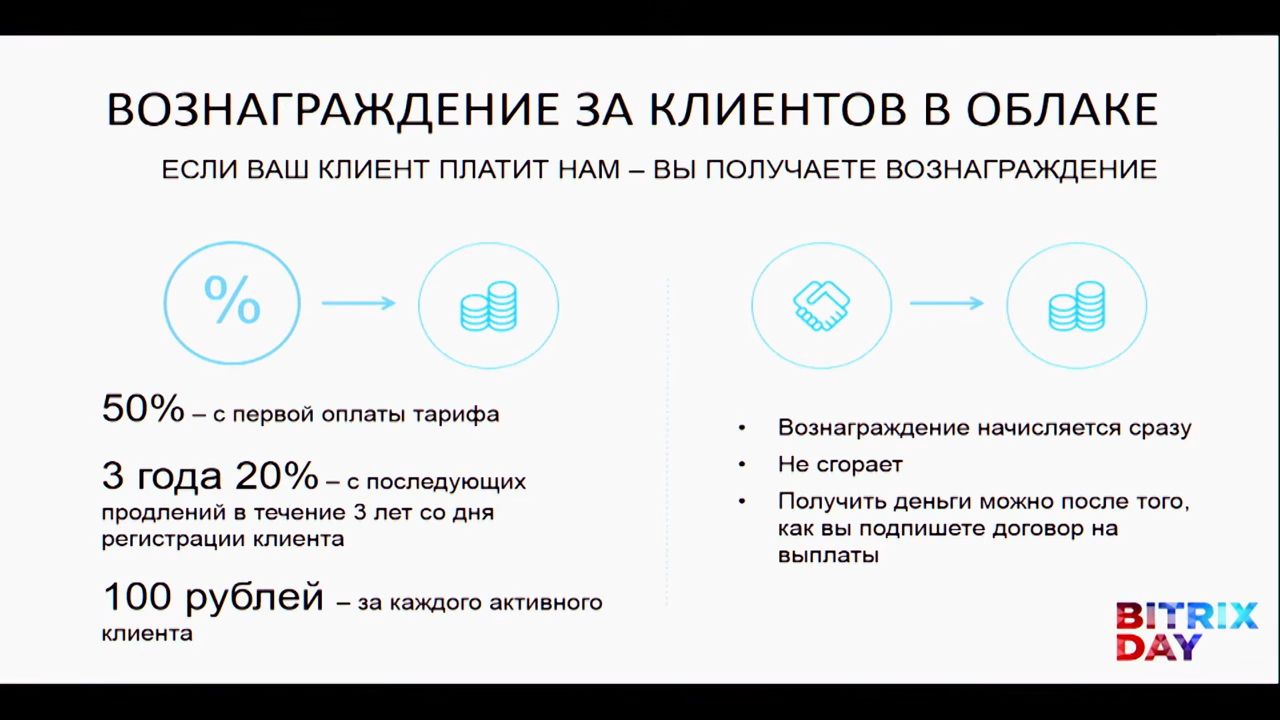 ВОЗНАГРАЖДЕНИЕ ЗА КЛИЕНТОВ В ОБЛАКЕ
ЕСЛИ ВАШ КЛИЕНТ ПЛАТИТ НАМ – ВЫ ПОЛУЧАЕТЕ ВОЗНАГРАЖДЕНИЕ
%
50% – с первой оплаты тарифа
3 года 20% – с последующих
продлений в течение 3 лет со дня
регистрации клиента
100 рублей – за каждого активного
клиента
• Вознаграждение начисляется сразу
• Не сгорает
• Получить деньги можно после того,
как вы подпишете договор на
выплаты
BITRIX
DAY